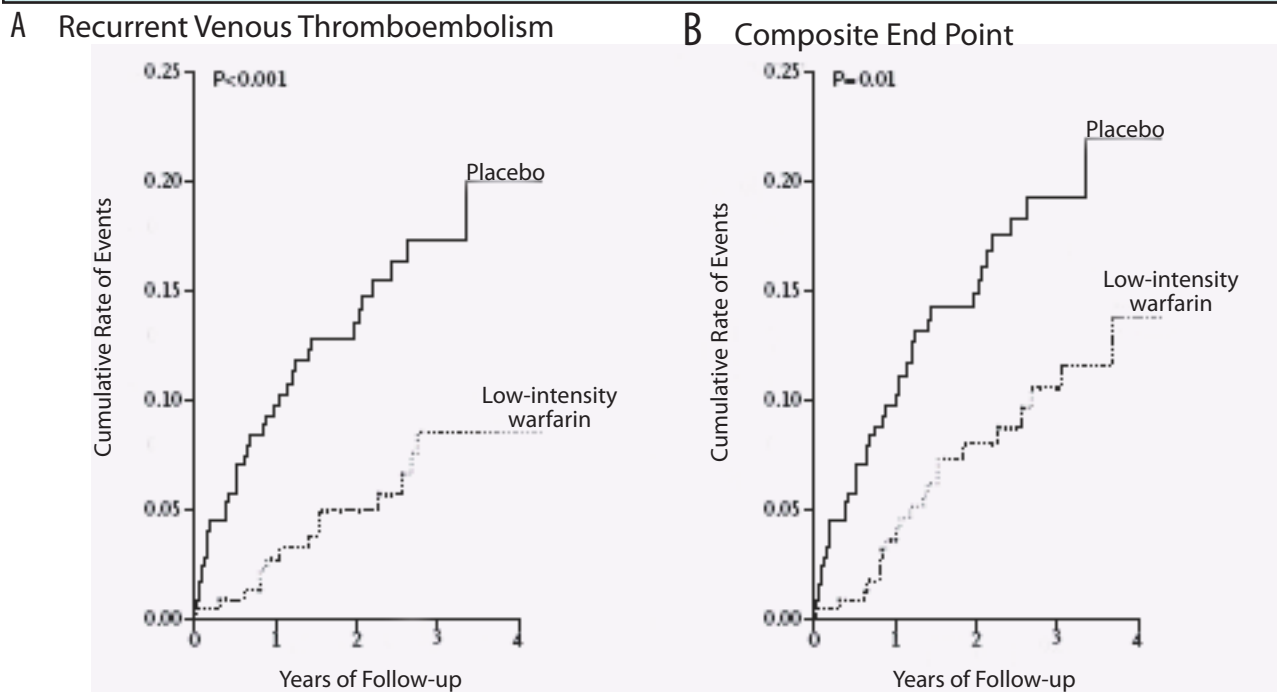 A Recurrent Venous Thromboembolism
P<0.001
0.25
0.20
0.15
0.10
0.05
0.00
Cumulative Rate of Events
Placebo
Low-intensity
warfarin
0 1 2 3 4
Years of Follow-up
B Composite End Point
P=0.01
0.25
0.20
0.15
0.10
0.05
0.00
Cumulative Rate of Events
Placebo
Low-intensity
warfarin
0 1 2 3 4
Years of Follow-up